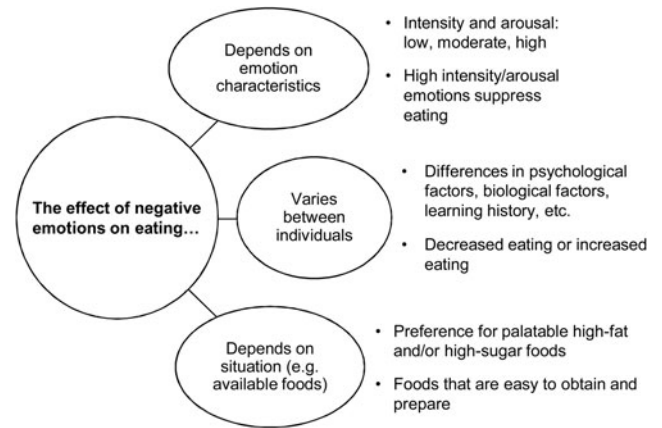 Depends on
emotion
characteristics
• Intensity and arousal:
low, moderate, high
• High intensity/arousal
emotions suppress
eating
The effect of negative
emotions on eating...
Varies
between
individuals
• Differences in psychological
factors, biological factors,
learning history, etc.
• Decreased eating or increased
eating
Depends on
situation (e.g.
available foods)
• Preference for palatable high-fat
and/or high-sugar foods
• Foods that are easy to obtain and
prepare